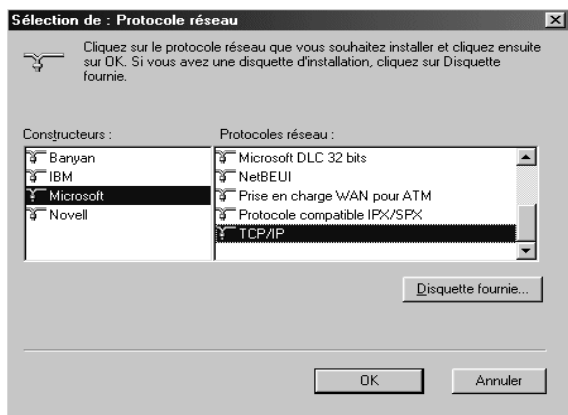 Sélection de : Protocole réseau
Cliquez sur le protocole réseau que vous souhaitez installer et cliquez ensuite
sur OK. Si vous avez une disquette d'installation, cliquez sur Disquette
fournie.
Constructeurs :
Banyan
IBM
Microsoft
Novell
Protocoles réseau :
Microsoft DLC 32 bits
NetBEUI
Prise en charge WAN pour ATM
Protocole compatible IPX/SPX
TCP/IP
Disquette fournie...
OK
Annuler